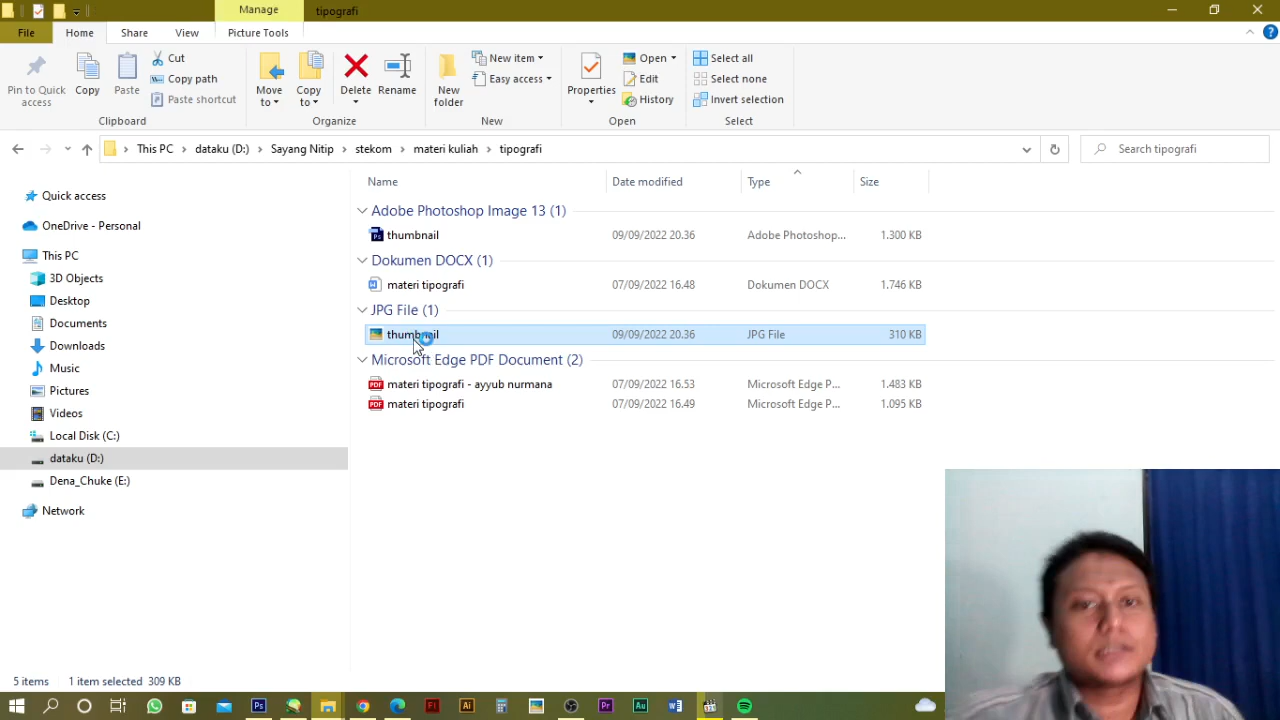 Manage
tipografi
File
Home
Share
View
Picture Tools
Pin to Quick access
Copy
Paste
Cut
Copy path
Paste shortcut
Clipboard
Move to
Copy to
Delete
Rename
Organize
New folder
New item
Easy access
New
Properties
Open
Edit
History
Open
Select all
Select none
Invert selection
Select
This PC
dataku (D:)
Sayang Nitip
stekom
materi kuliah
tipografi
Search tipografi
Quick access
OneDrive - Personal
This PC
3D Objects
Desktop
Documents
Downloads
Music
Pictures
Videos
Local Disk (C:)
dataku (D:)
Dena_Chuke (E:)
Network
Name
Date modified
Type
Size
Adobe Photoshop Image 13 (1)
thumbnail
09/09/2022 20.36
Adobe Photoshop...
1.300 KB
Dokumen DOCX (1)
materi tipografi
07/09/2022 16.48
Dokumen DOCX
1.746 KB
JPG File (1)
thumbnail
09/09/2022 20.36
JPG File
310 KB
Microsoft Edge PDF Document (2)
materi tipografi - ayyub nurmana
07/09/2022 16.53
Microsoft Edge P...
1.483 KB
materi tipografi
07/09/2022 16.49
Microsoft Edge P...
1.095 KB
5 items
1 item selected 309 KB